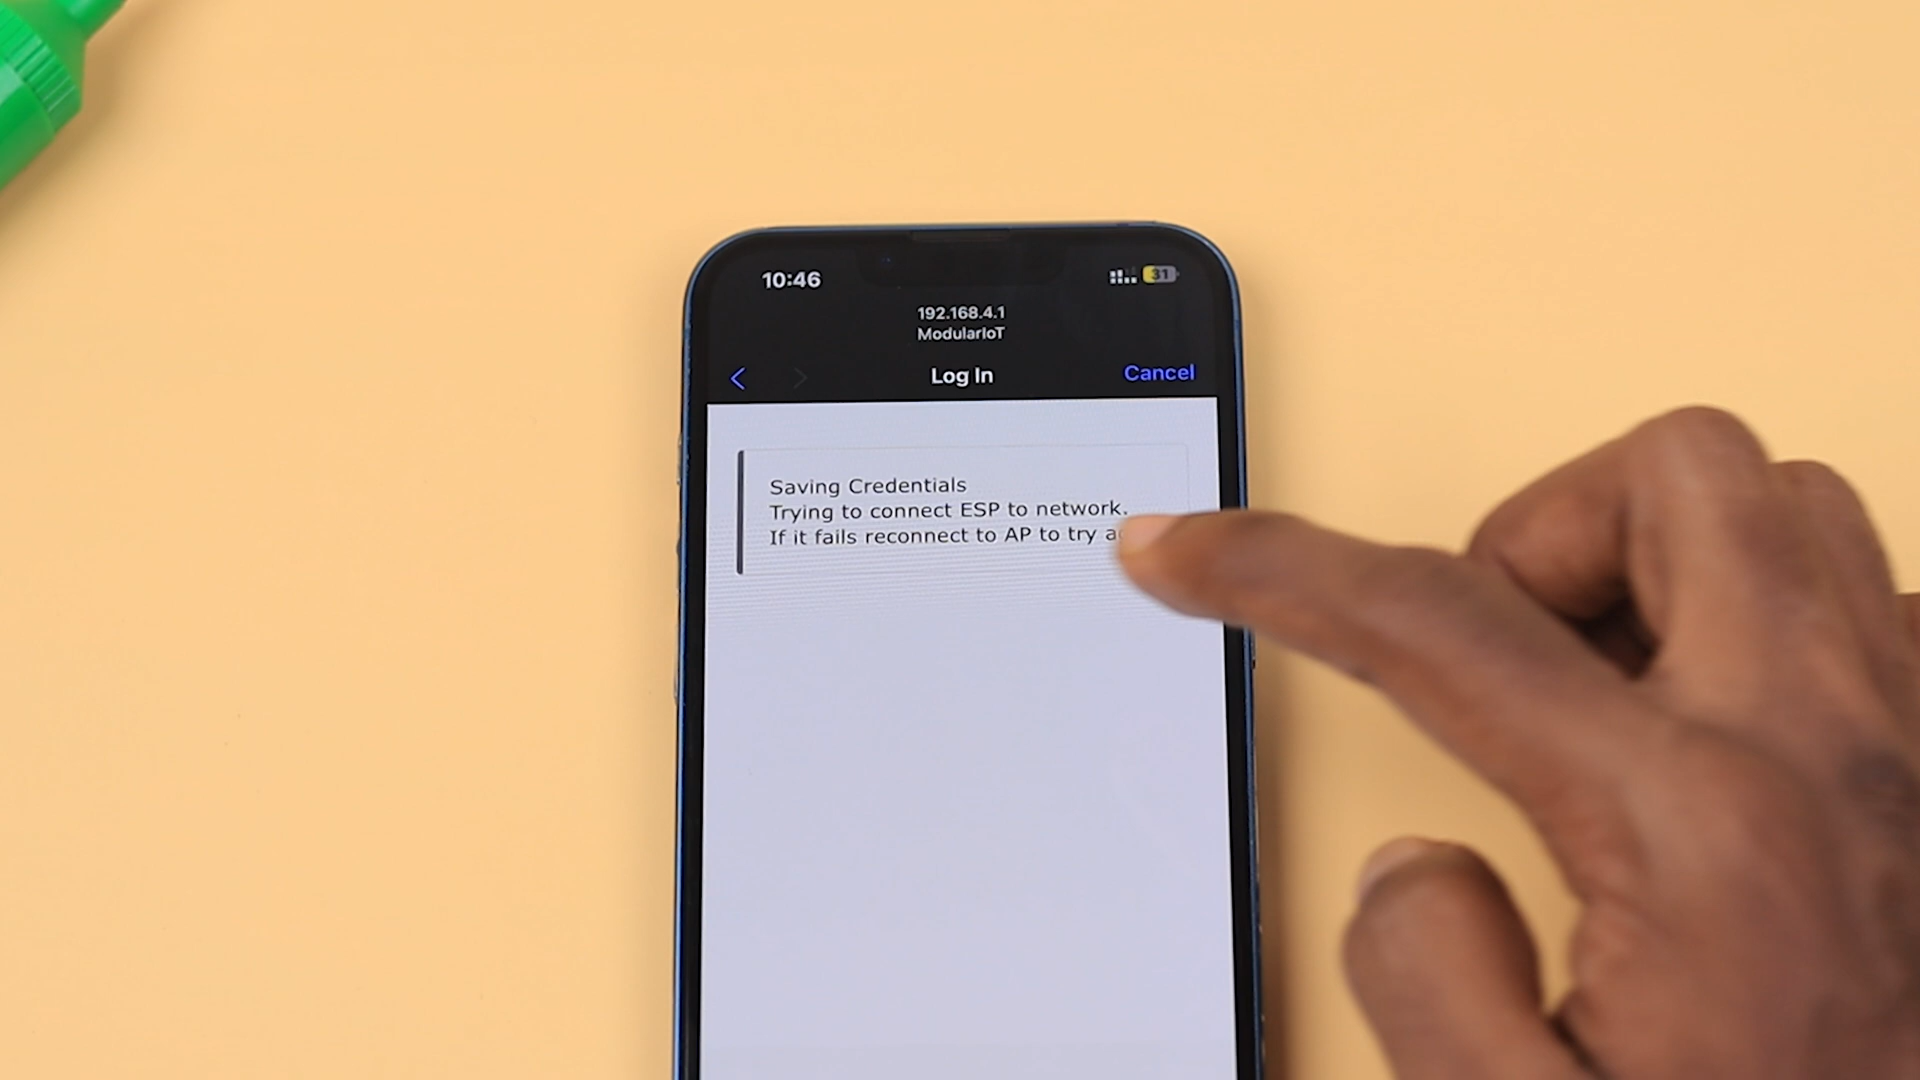 10:46
31
192.168.4.1
ModularIoT
Log In
Cancel
Saving Credentials
Trying to connect ESP to network.
If it fails reconnect to AP to try